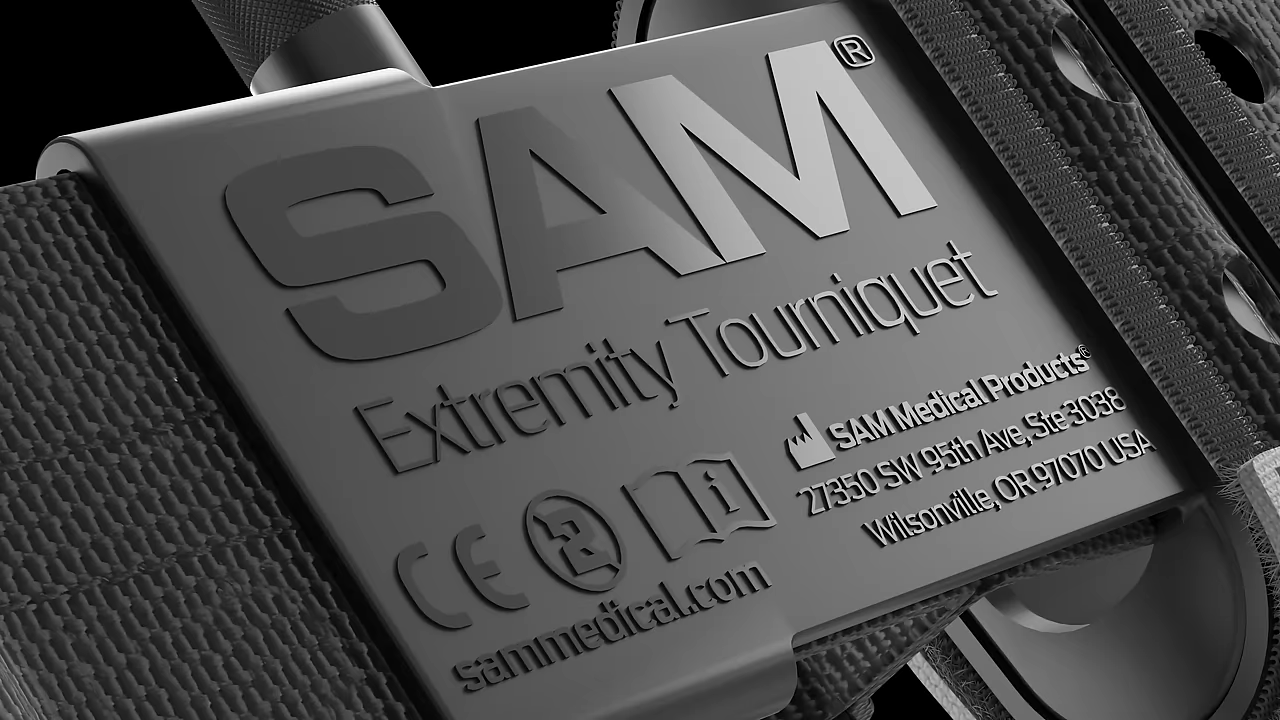 SAM®
Extremity Tourniquet
SAM Medical Products®
27350 SW 95th Ave, Ste 3038
Wilsonville, OR 97070 USA
CE 2 i
sammedical.com